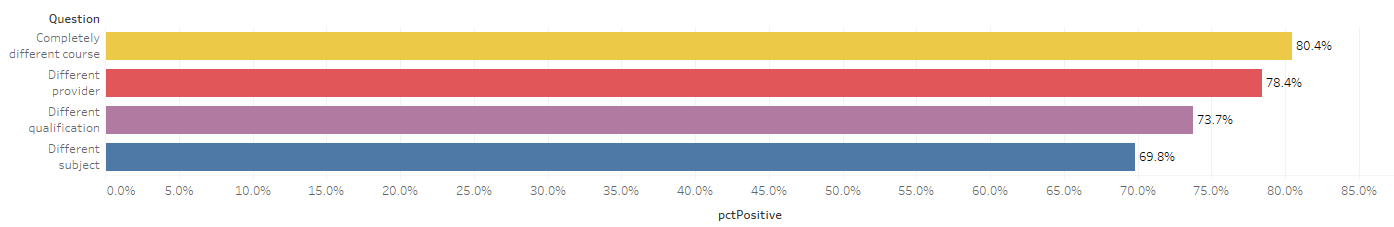 Question
Completely
different course
80.4%
Different
provider
78.4%
Different
qualification
73.7%
Different
subject
69.8%
0.0% 5.0% 10.0% 15.0% 20.0% 25.0% 30.0% 35.0% 40.0% 45.0% 50.0% 55.0% 60.0% 65.0% 70.0% 75.0% 80.0% 85.0%
pctPositive